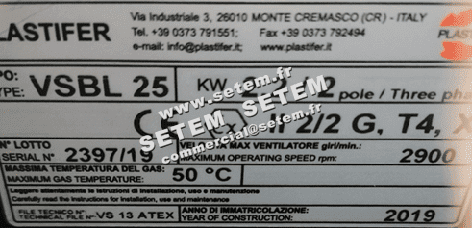 PLASTIFER
Via Industriale 3, 26010 MONTE CREMASCO (CR) - ITALY
Tel. +39 0373 791551; Fax +39 0373 792494
e-mail: info@plastifer.it; www.plastifer.it
TYPE: VSBL 25 KW 2 pole / Three pha
II 2/2 G, T4, X
www.setem.fr
SETEM SETEM
commercial@setem.fr
N° LOTTO
SERIAL N° 2397/19
MAX VENTILATORE giri/min.:
MAXIMUM OPERATING SPEED rpm: 2900
MASSIMA TEMPERATURA DEL GAS:
MAXIMUM GAS TEMPERATURE: 50 °C
Leggere attentamente le istruzioni di installazione, uso e manutenzione
Carefully read the instructions for installation, use and maintenance
FILE TECNICO N°
TECHNICAL FILE N° VS 13 ATEX
ANNO DI IMMATRICOLAZIONE:
YEAR OF CONSTRUCTION: 2019